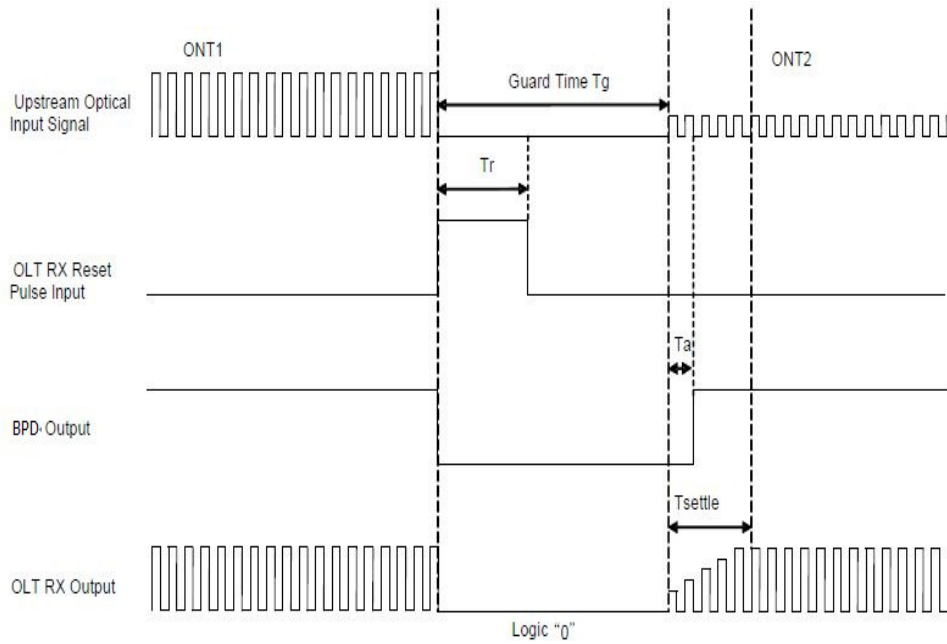 ONT1
ONT2
Guard Time Tg
Upstream Optical
Input Signal
Tr
OLT RX Reset
Pulse Input
Ta
BPD· Output
Tsettle
OLT RX Output
Logic “0”